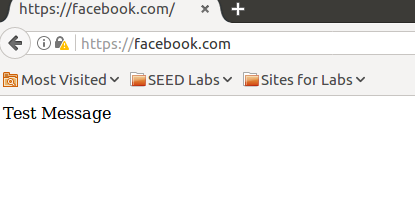 https://facebook.com/
https://facebook.com
Most Visited SEED Labs Sites for Labs
Test Message